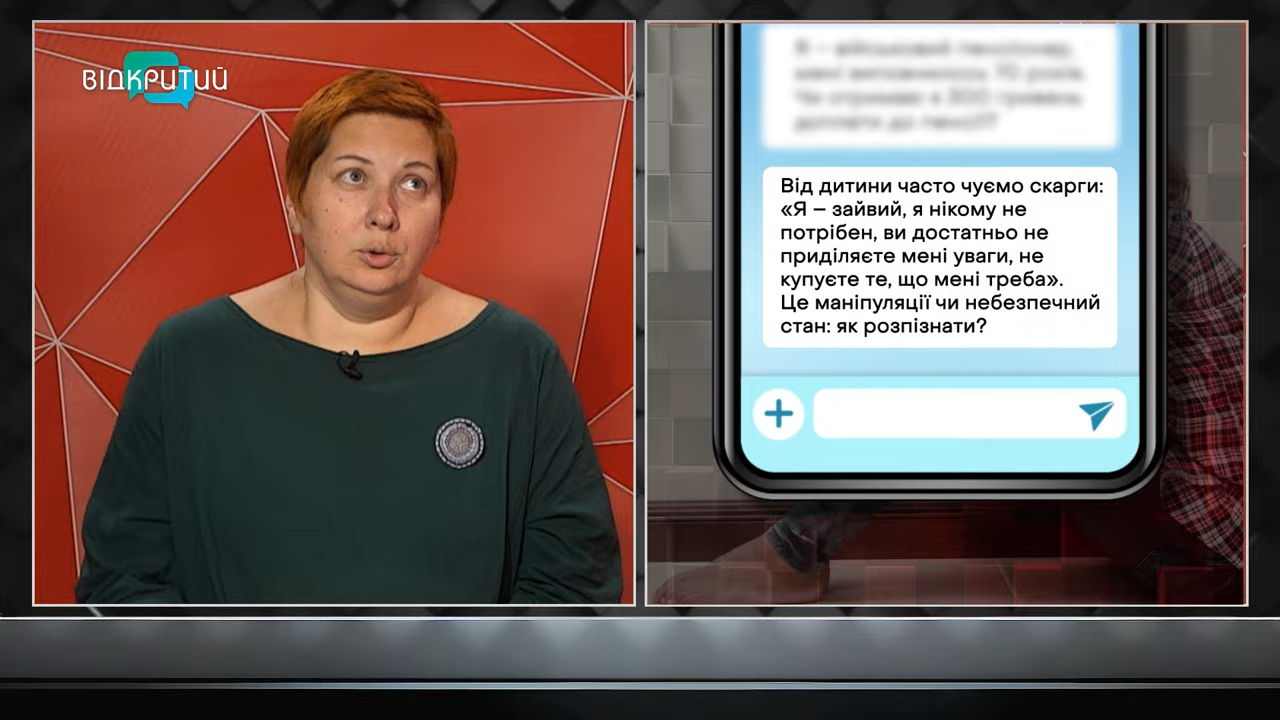 ВІДКРИТИЙ
Від дитини часто чуємо скарги:
«Я – зайвий, я нікому не
потрібен, ви достатньо не
приділяєте мені уваги, не
купуєте те, що мені треба».
Це маніпуляції чи небезпечний
стан: як розпізнати?